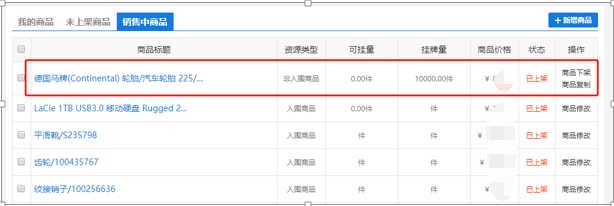 我的商品 未上架商品 销售中商品 +新增商品
商品标题 资源类型 可挂量 挂牌量 商品价格 状态 操作
德国马牌(Continental) 轮胎/汽车轮胎 225/... 非入围商品 0.00件 10000.00件 ¥ 已上架 商品下架
商品复制
LaCie 1TB USB3.0 移动硬盘 Rugged 2... 入围商品 0.00件 件 ¥ 已上架 商品修改
平滑靴/S235798 入围商品 件 件 ¥ 已上架 商品修改
齿轮/100435767 入围商品 件 件 ¥ 已上架 商品修改
绞接销子/100256636 入围商品 件 件 ¥ 已上架 商品修改